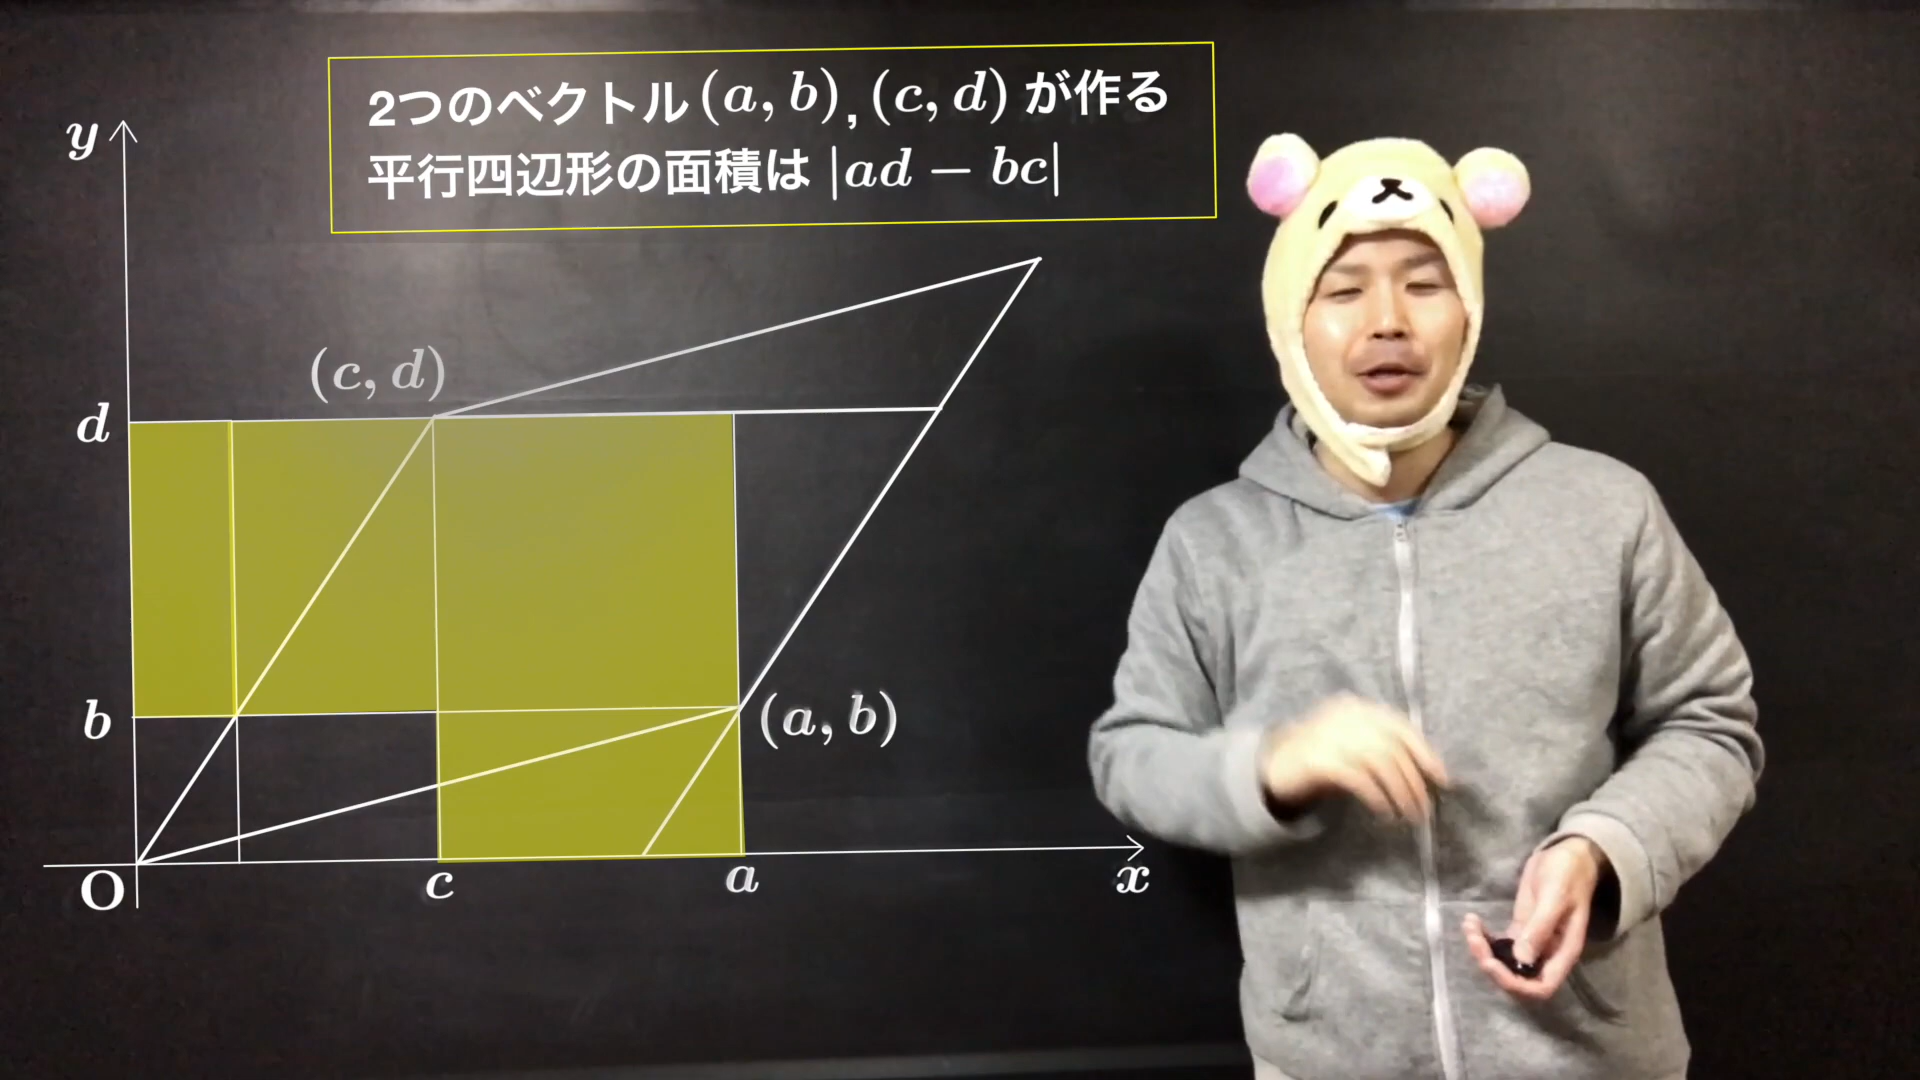 2つのベクトル(a, b), (c, d)が作る
平行四辺形の面積は |ad − bc|
y
(c, d)
d
b
(a, b)
O
c
a
x